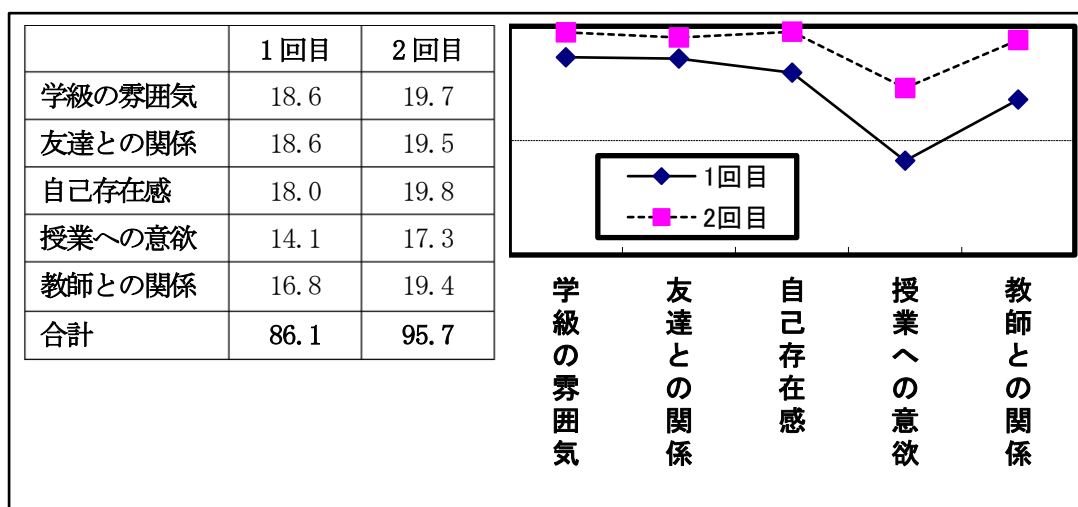 1回目 2回目
学級の雰囲気 18.6 19.7
友達との関係 18.6 19.5
自己存在感 18.0 19.8
授業への意欲 14.1 17.3
教師との関係 16.8 19.4
合計 86.1 95.7
1回目
2回目
学級の雰囲気
友達との関係
自己存在感
授業への意欲
教師との関係